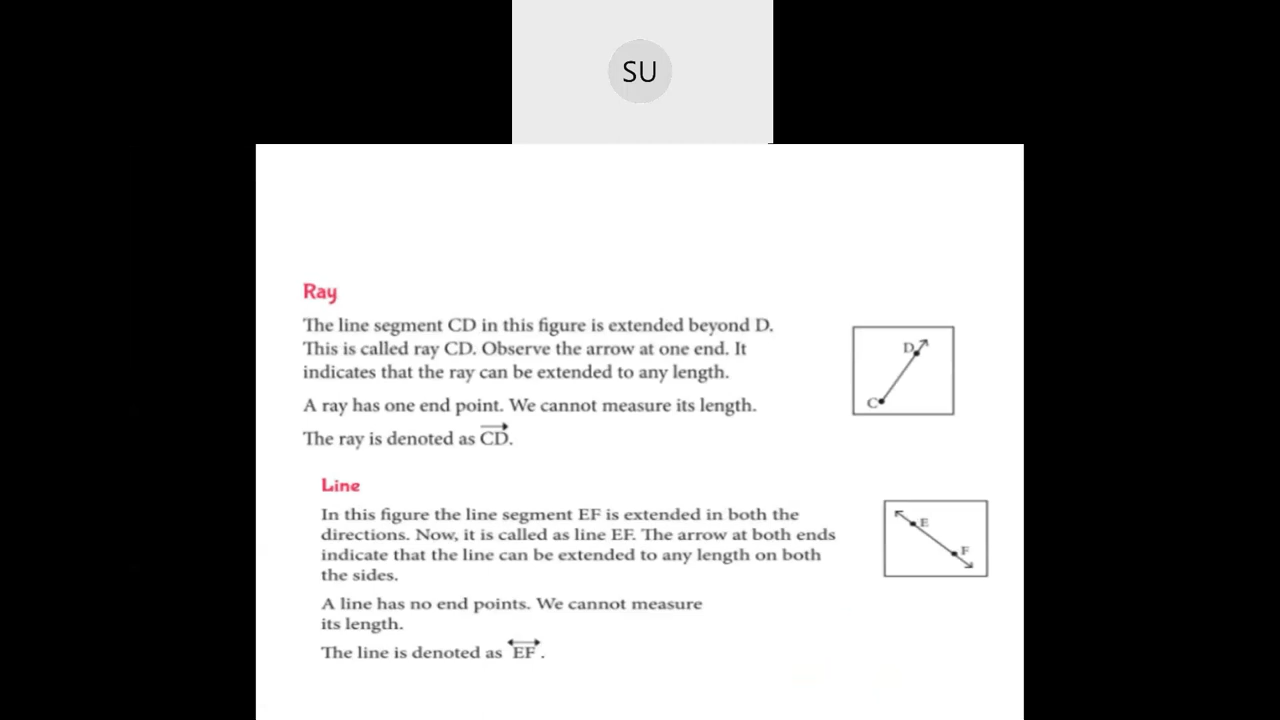 SU
Ray
The line segment CD in this figure is extended beyond D.
This is called ray CD. Observe the arrow at one end. It
indicates that the ray can be extended to any length.
A ray has one end point. We cannot measure its length.
The ray is denoted as CD.
D
C
Line
In this figure the line segment EF is extended in both the
directions. Now, it is called as line EF. The arrow at both ends
indicate that the line can be extended to any length on both
the sides.
A line has no end points. We cannot measure
its length.
The line is denoted as EF .
E
F